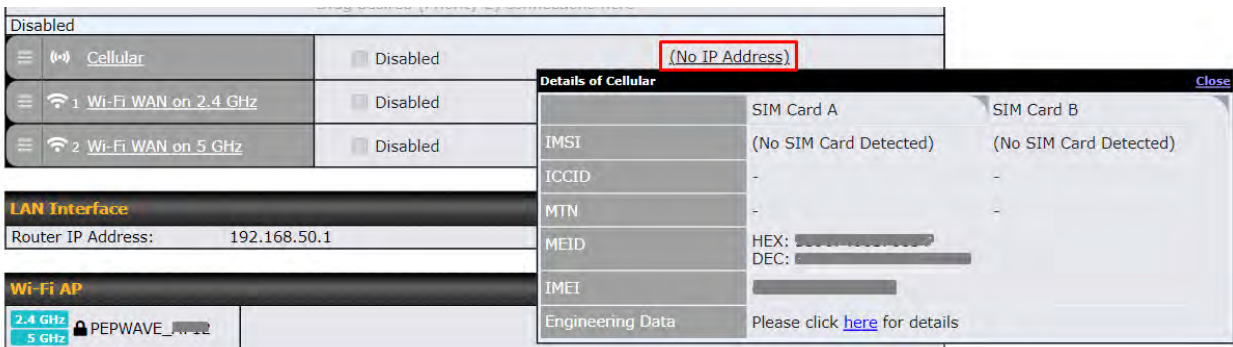 Disabled
Cellular Disabled (No IP Address)
Details of Cellular Close
SIM Card A SIM Card B
1 Wi-Fi WAN on 2.4 GHz Disabled
IMSI (No SIM Card Detected) (No SIM Card Detected)
2 Wi-Fi WAN on 5 GHz Disabled
ICCID - -
MTN - -
LAN Interface
Router IP Address: 192.168.50.1
MEID HEX:
DEC:
IMEI
Wi-Fi AP
2.4 GHz
5 GHz
PEPWAVE_
Engineering Data Please click here for details